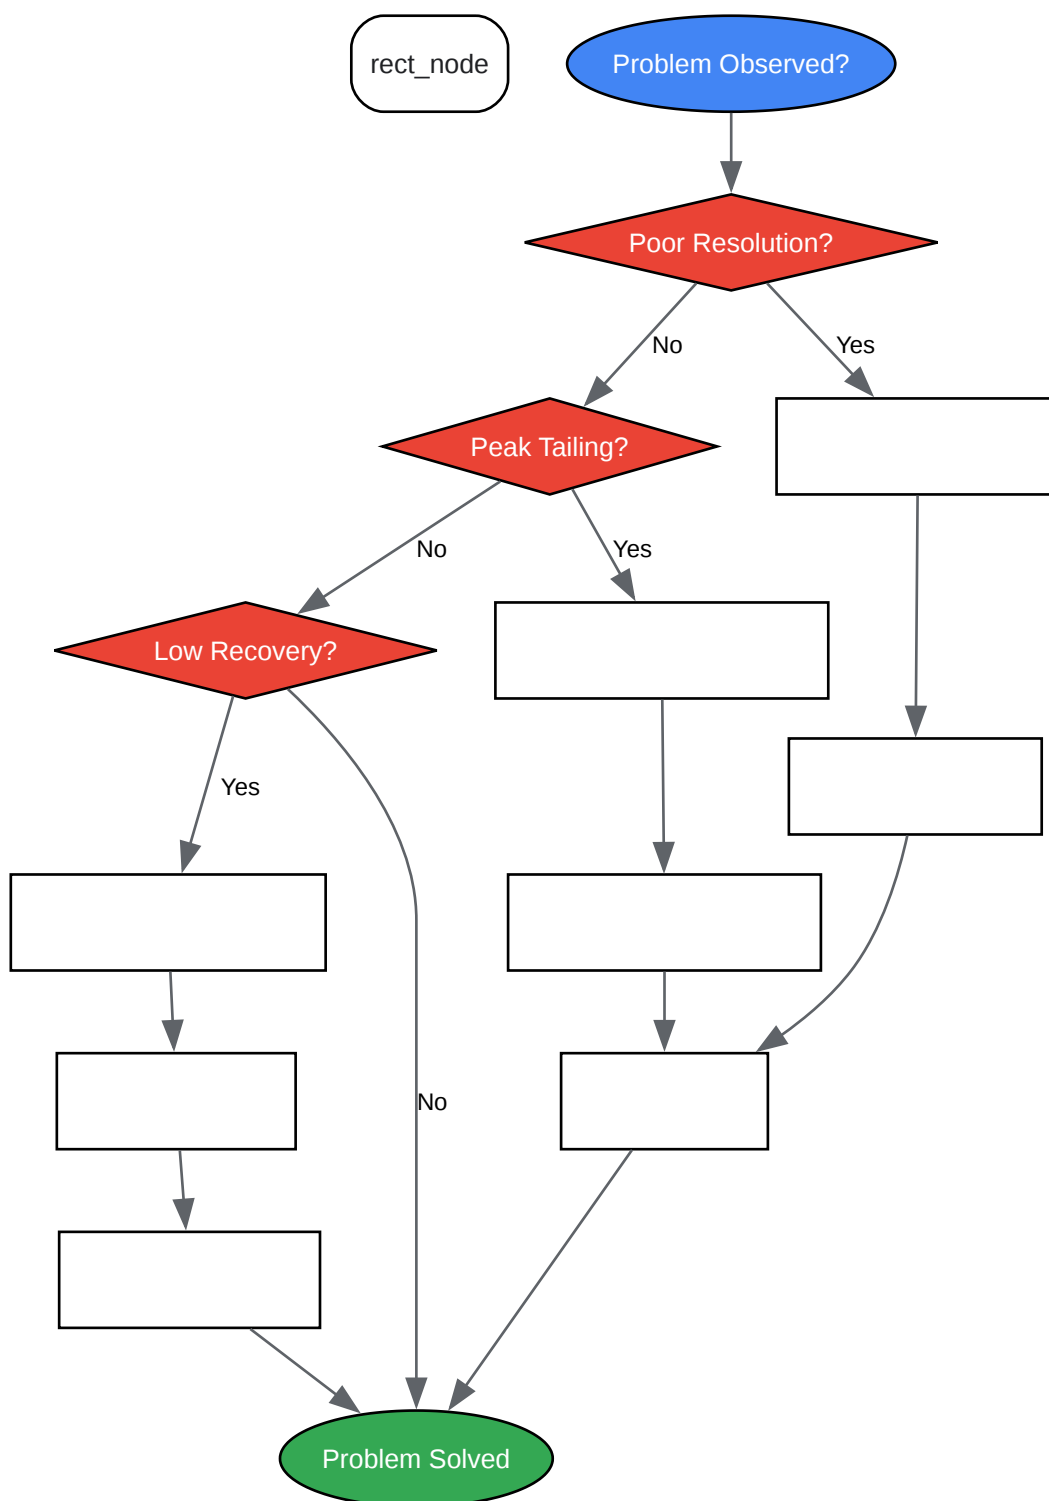 rect_node
Problem Observed?
Poor Resolution?
No
Yes
Peak Tailing?
No
Yes
Low Recovery?
Yes
No
Problem Solved